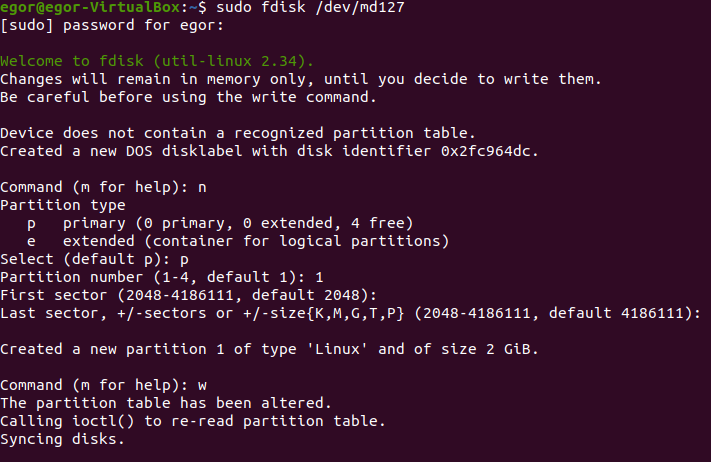 egor@egor-VirtualBox:~$ sudo fdisk /dev/md127
[sudo] password for egor:
Welcome to fdisk (util-linux 2.34).
Changes will remain in memory only, until you decide to write them.
Be careful before using the write command.
Device does not contain a recognized partition table.
Created a new DOS disklabel with disk identifier 0x2fc964dc.
Command (m for help): n
Partition type
   p   primary (0 primary, 0 extended, 4 free)
   e   extended (container for logical partitions)
Select (default p): p
Partition number (1-4, default 1): 1
First sector (2048-4186111, default 2048):
Last sector, +/-sectors or +/-size{K,M,G,T,P} (2048-4186111, default 4186111):
Created a new partition 1 of type 'Linux' and of size 2 GiB.
Command (m for help): w
The partition table has been altered.
Calling ioctl() to re-read partition table.
Syncing disks.